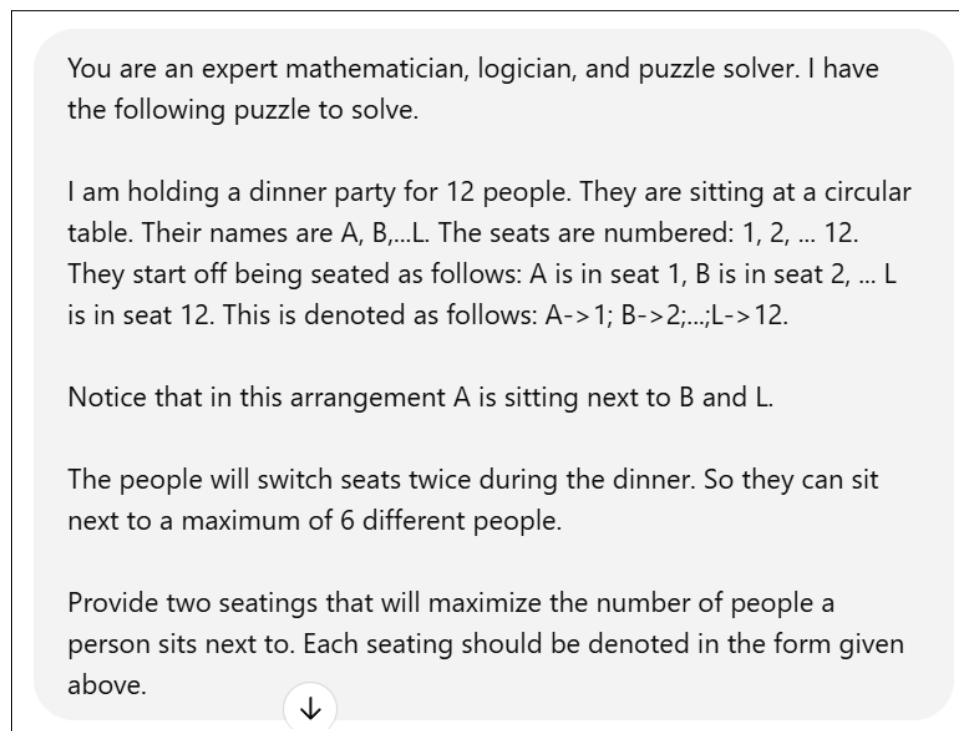 You are an expert mathematician, logician, and puzzle solver. I have
the following puzzle to solve.
I am holding a dinner party for 12 people. They are sitting at a circular
table. Their names are A, B,...L. The seats are numbered: 1, 2, ... 12.
They start off being seated as follows: A is in seat 1, B is in seat 2, ... L
is in seat 12. This is denoted as follows: A->1; B->2;...;L->12.
Notice that in this arrangement A is sitting next to B and L.
The people will switch seats twice during the dinner. So they can sit
next to a maximum of 6 different people.
Provide two seatings that will maximize the number of people a
person sits next to. Each seating should be denoted in the form given
above.